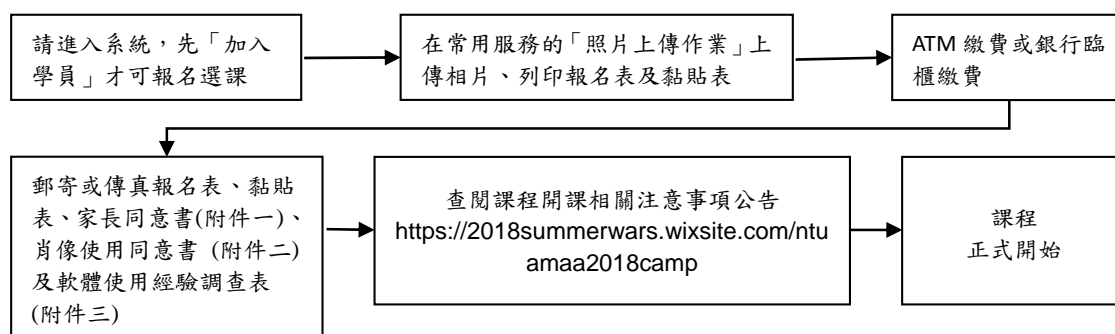 請進入系統，先「加入
學員」才可報名選課
在常用服務的「照片上傳作業」上
傳相片、列印報名表及黏貼表
ATM 繳費或銀行臨
櫃繳費
郵寄或傳真報名表、黏貼
表、家長同意書(附件一)、
肖像使用同意書 (附件二)
及軟體使用經驗調查表
(附件三)
查閱課程開課相關注意事項公告
https://2018summerwars.wixsite.com/ntu
amaa2018camp
課程
正式開始